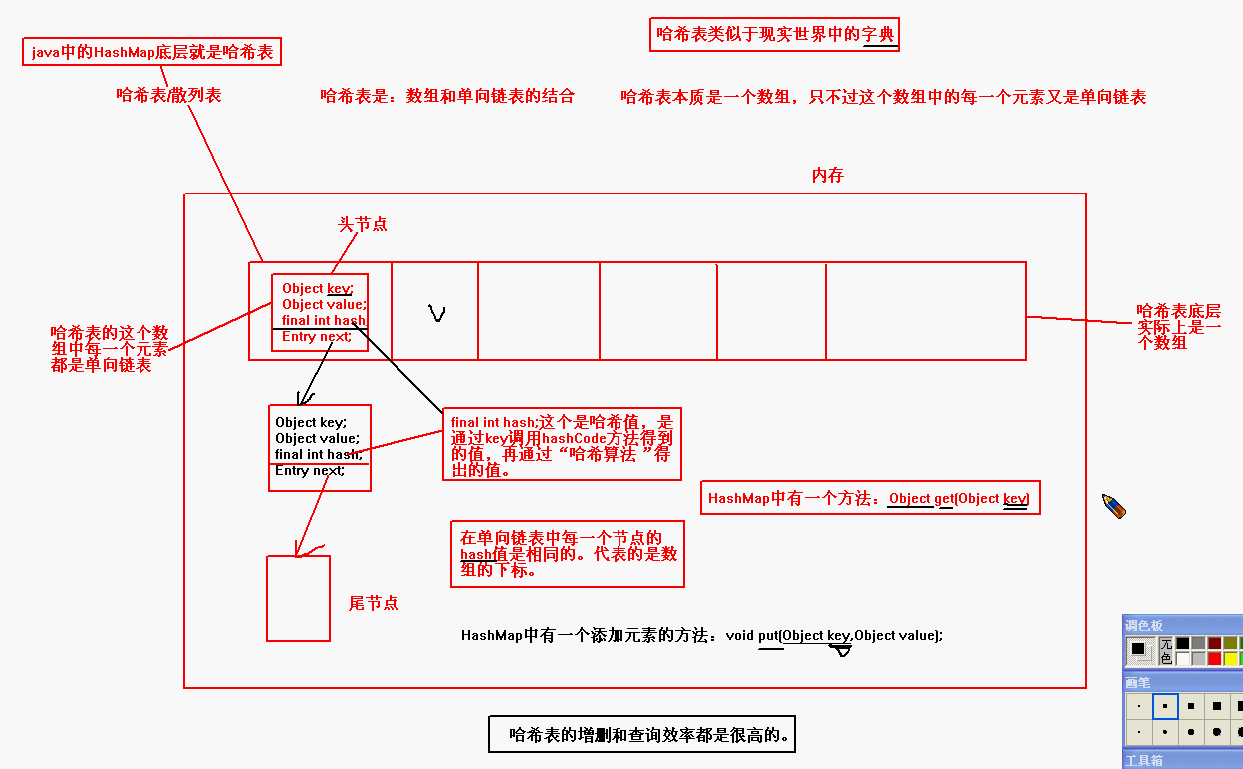 哈希表类似于现实世界中的字典
java中的HashMap底层就是哈希表
哈希表/散列表
哈希表是：数组和单向链表的结合
哈希表本质是一个数组，只不过这个数组中的每一个元素又是单向链表
内存
头节点
Object key;
Object value;
final int hash
Entry next;
哈希表的这个数
组中每一个元素
都是单向链表
哈希表底层
实际上是一
个数组
Object key;
Object value;
final int hash;
Entry next;
final int hash;这个是哈希值，是
通过key调用hashCode方法得到
的值，再通过“哈希算法 ”得
出的值。
HashMap中有一个方法：Object get(Object key)
在单向链表中每一个节点的
hash值是相同的。代表的是数
组的下标。
尾节点
HashMap中有一个添加元素的方法：void put(Object key,Object value);
哈希表的增删和查询效率都是很高的。
调色板
无色
画笔
工具箱